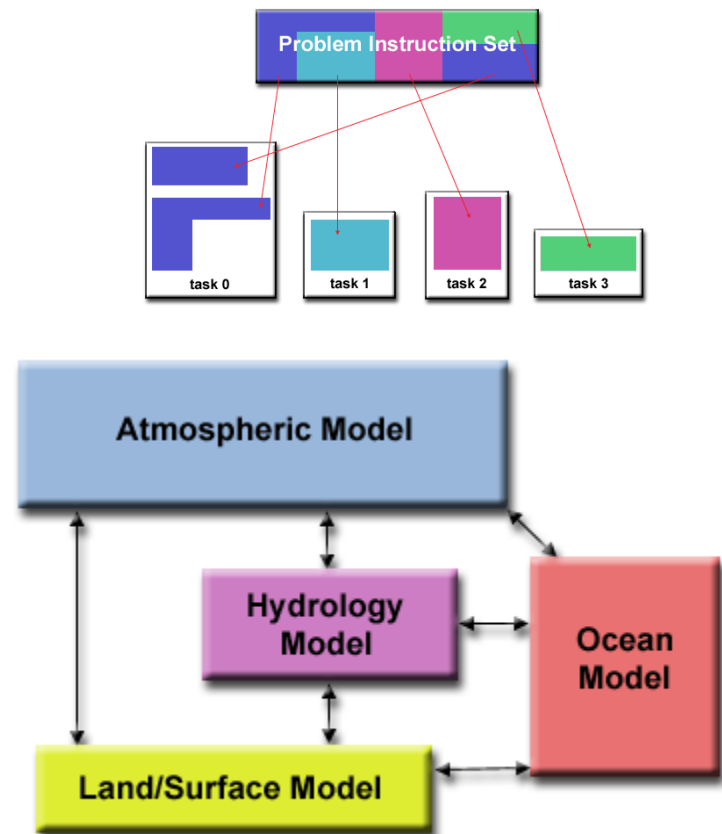 Problem Instruction Set
task 0
task 1
task 2
task 3
Atmospheric Model
Hydrology
Model
Ocean
Model
Land/Surface Model